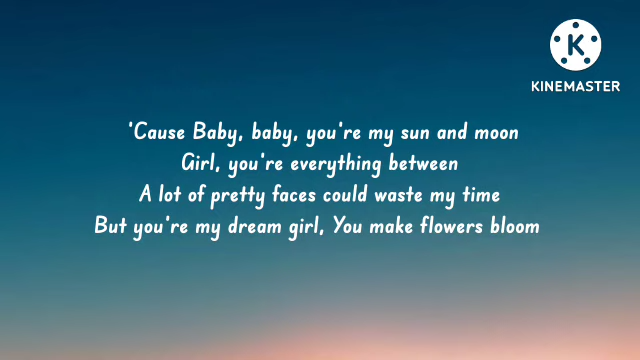 KINEMASTER
'Cause Baby, baby, you're my sun and moon
Girl, you're everything between
A lot of pretty faces could waste my time
But you're my dream girl, You make flowers bloom